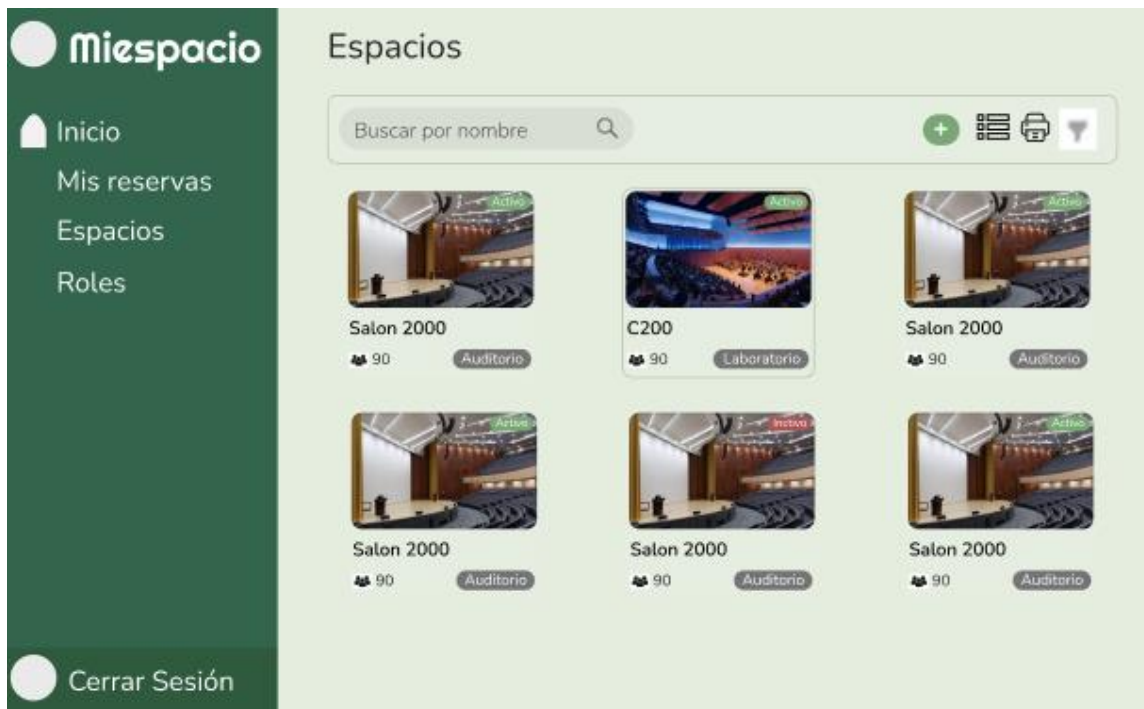 Miespacio
Inicio
Mis reservas
Espacios
Roles
Cerrar Sesión
Espacios
Buscar por nombre
Activo
Salon 2000
90 Auditorio
Activo
C200
90 Laboratorio
Activo
Salon 2000
90 Auditorio
Activo
Salon 2000
90 Auditorio
Inctivo
Salon 2000
90 Auditorio
Activo
Salon 2000
90 Auditorio